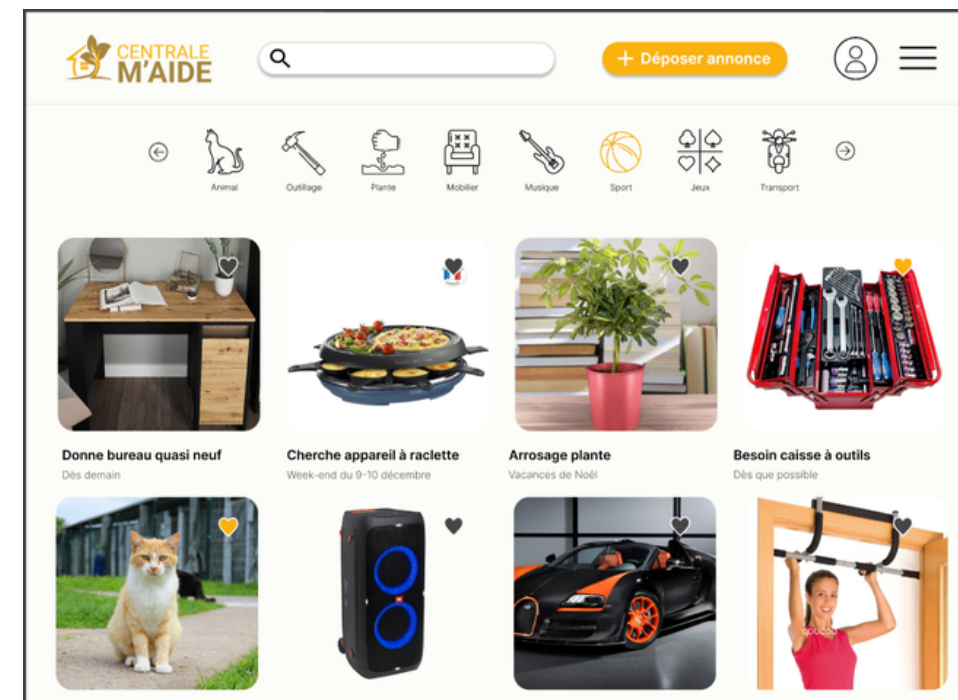 CENTRALE
M'AIDE
+ Déposer annonce
Animal
Outillage
Plante
Mobilier
Musique
Sport
Jeux
Transport
Donne bureau quasi neuf
Cherche appareil à raclette
Arrosage plante
Besoin caisse à outils
Dès demain
Week-end du 9-10 décembre
Vacances de Noël
Dès que possible